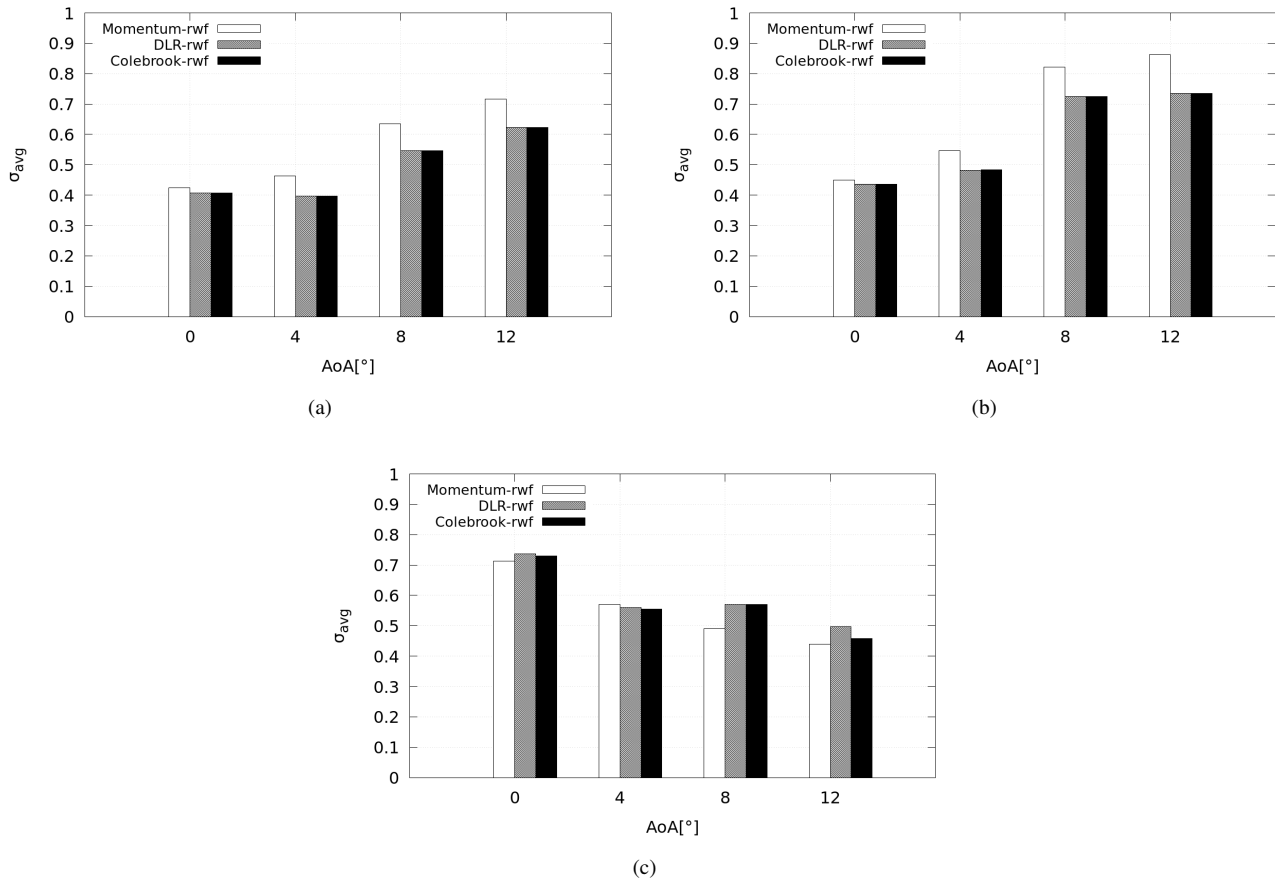 1
0.9
0.8
0.7
0.6
0.5
0.4
0.3
0.2
0.1
0
σavg
Momentum-rwf
DLR-rwf
Colebrook-rwf
0 4 8 12
AoA[°]
(a)
1
0.9
0.8
0.7
0.6
0.5
0.4
0.3
0.2
0.1
0
σavg
Momentum-rwf
DLR-rwf
Colebrook-rwf
0 4 8 12
AoA[°]
(b)
1
0.9
0.8
0.7
0.6
0.5
0.4
0.3
0.2
0.1
0
σavg
Momentum-rwf
DLR-rwf
Colebrook-rwf
0 4 8 12
AoA[°]
(c)